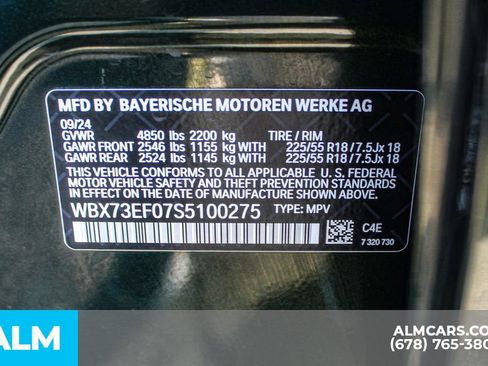 MFD BY BAYERISCHE MOTOREN WERKE AG
09/24
GVWR 4850 lbs 2200 kg TIRE / RIM
GAWR FRONT 2546 lbs 1155 kg WITH 225/55 R18 / 7.5Jx 18
GAWR REAR 2524 lbs 1145 kg WITH 225/55 R18 / 7.5Jx 18
THIS VEHICLE CONFORMS TO ALL APPLICABLE U. S. FEDERAL
MOTOR VEHICLE SAFETY, BUMPER, AND THEFT PREVENTION
STANDARDS IN EFFECT ON THE DATE OF MANUFACTURE SHOWN ABOVE.
WBX73EF07S5100275 TYPE: MPV
C4E
7 320 730
ALM
ALMCARS.COM
(678) 765-380